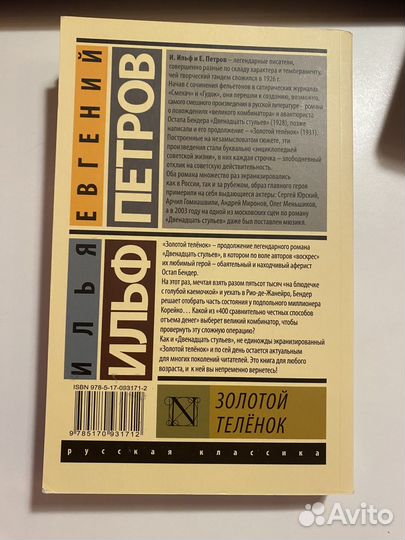 ЕВГЕНИЙ
ПЕТРОВ
И. Ильф и Е. Петров – легендарные писатели,
совершенно разные по складу характера и темпераменту,
чей творческий тандем сложился в 1926 г.
Начав с сочинения фельетонов в сатирических журналах
«Смехач» и «Гудок», они перешли к созданию, возможно,
самого смешного произведения в русской литературе – романа
о похождениях «великого комбинатора» и авантюриста
Остапа Бендера «Двенадцать стульев» (1928), позже
написали и его продолжение – «Золотой телёнок» (1931).
Построенные на незамысловатом сюжете, эти
произведения стали буквально «энциклопедией
советской жизни», в них каждая строчка – злободневный
отклик на советскую действительность.
Оба романа множество раз экранизировались
как в России, так и за рубежом, образ главного героя
примерили на себя выдающиеся актеры: Сергей Юрский,
Арчил Гомиашвили, Андрей Миронов, Олег Меньшиков,
а в 2003 году на одной из московских сцен по роману
«Двенадцать стульев» даже был поставлен мюзикл.
ИЛЬЯ
ИЛЬФ
«Золотой телёнок» – продолжение легендарного романа
«Двенадцать стульев», в котором по воле авторов «воскрес»
их любимый герой – обаятельный и находчивый аферист
Остап Бендер.
На этот раз, мечтая взять разом пятьсот тысяч «на блюдечке
с голубой каемочкой» и уехать в Рио-де-Жанейро, Бендер
решает отобрать часть состояния у подпольного миллионера
Корейко... Какой из «400 сравнительно честных способов
отъема денег» выберет великий комбинатор, чтобы
провернуть эту сложную операцию?
Как и «Двенадцать стульев», не единожды экранизированный
«Золотой телёнок» и по сей день остается актуальным
для многих поколений читателей. Это книга для любого
возраста, и к ней вы непременно вернетесь!
ISBN 978-5-17-093171-2
9 785170 931712
N
ЗОЛОТОЙ
ТЕЛЁНОК
русская классика
Avito